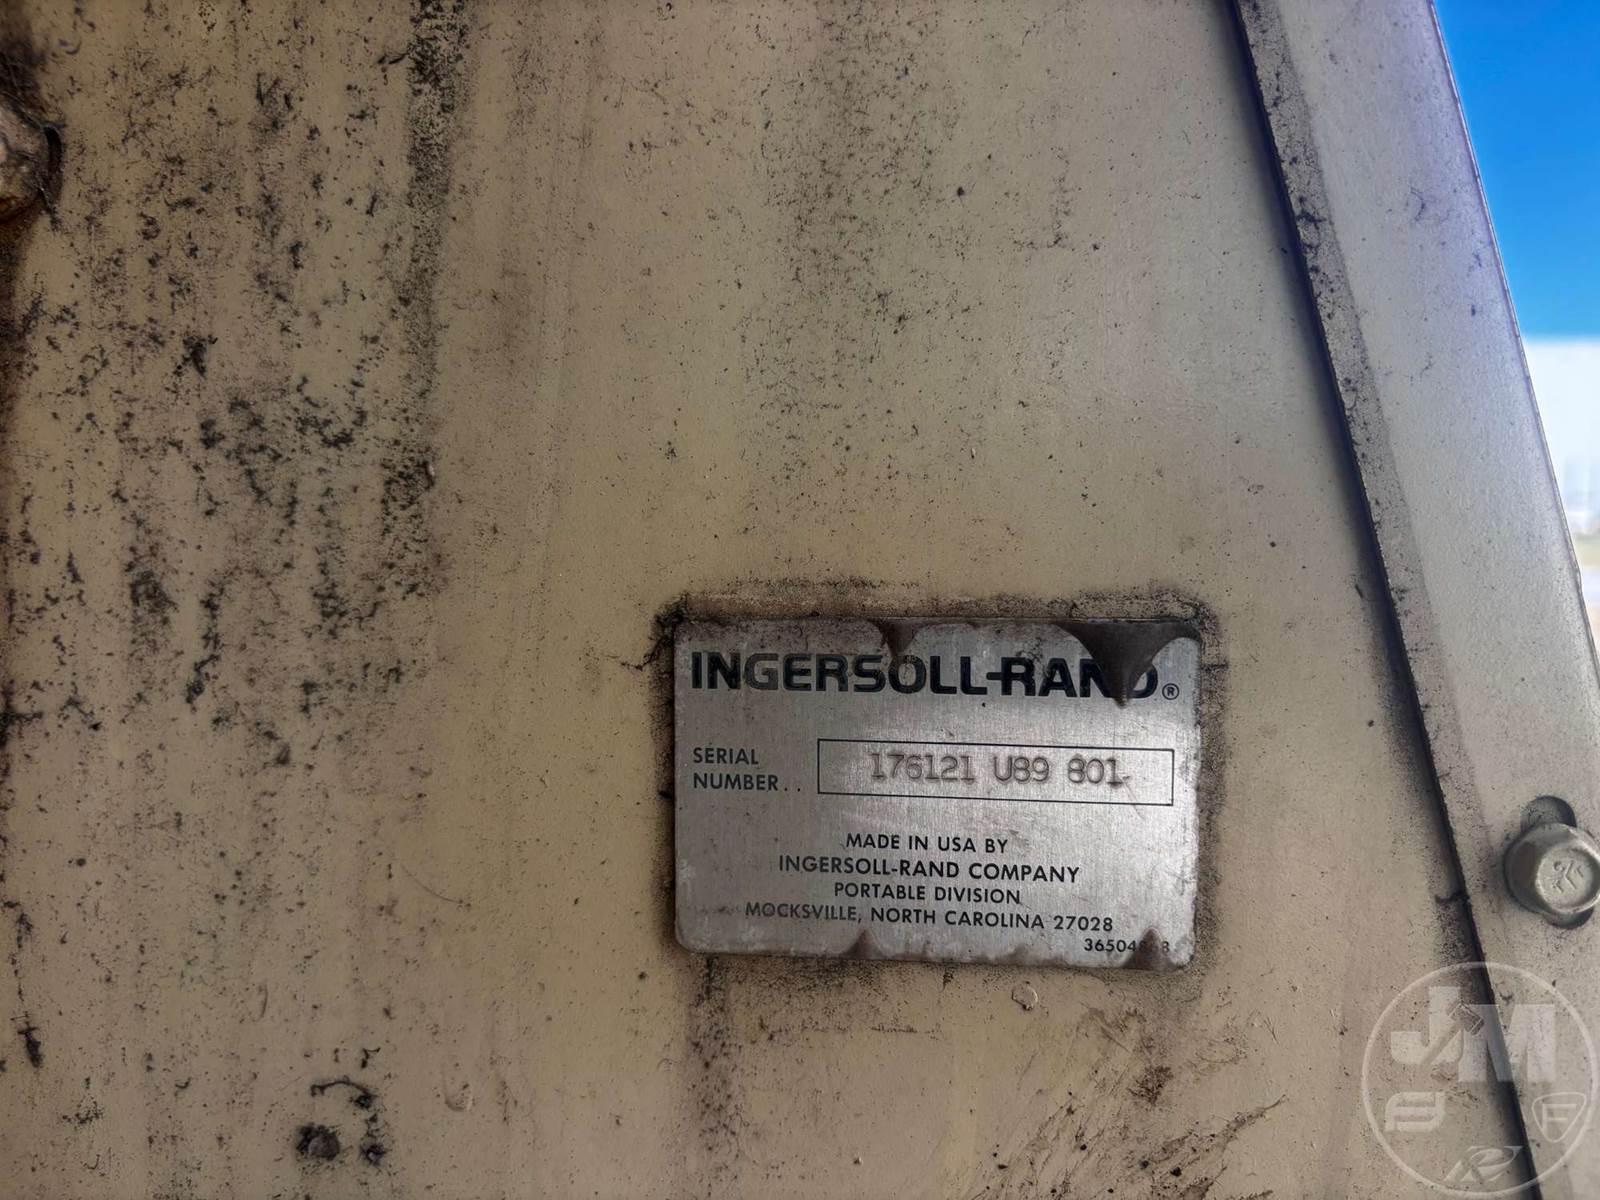 INGERSOLL-RAND®
SERIAL
NUMBER. . 176121 U89 801
MADE IN USA BY
INGERSOLL-RAND COMPANY
PORTABLE DIVISION
MOCKSVILLE, NORTH CAROLINA 27028
JM